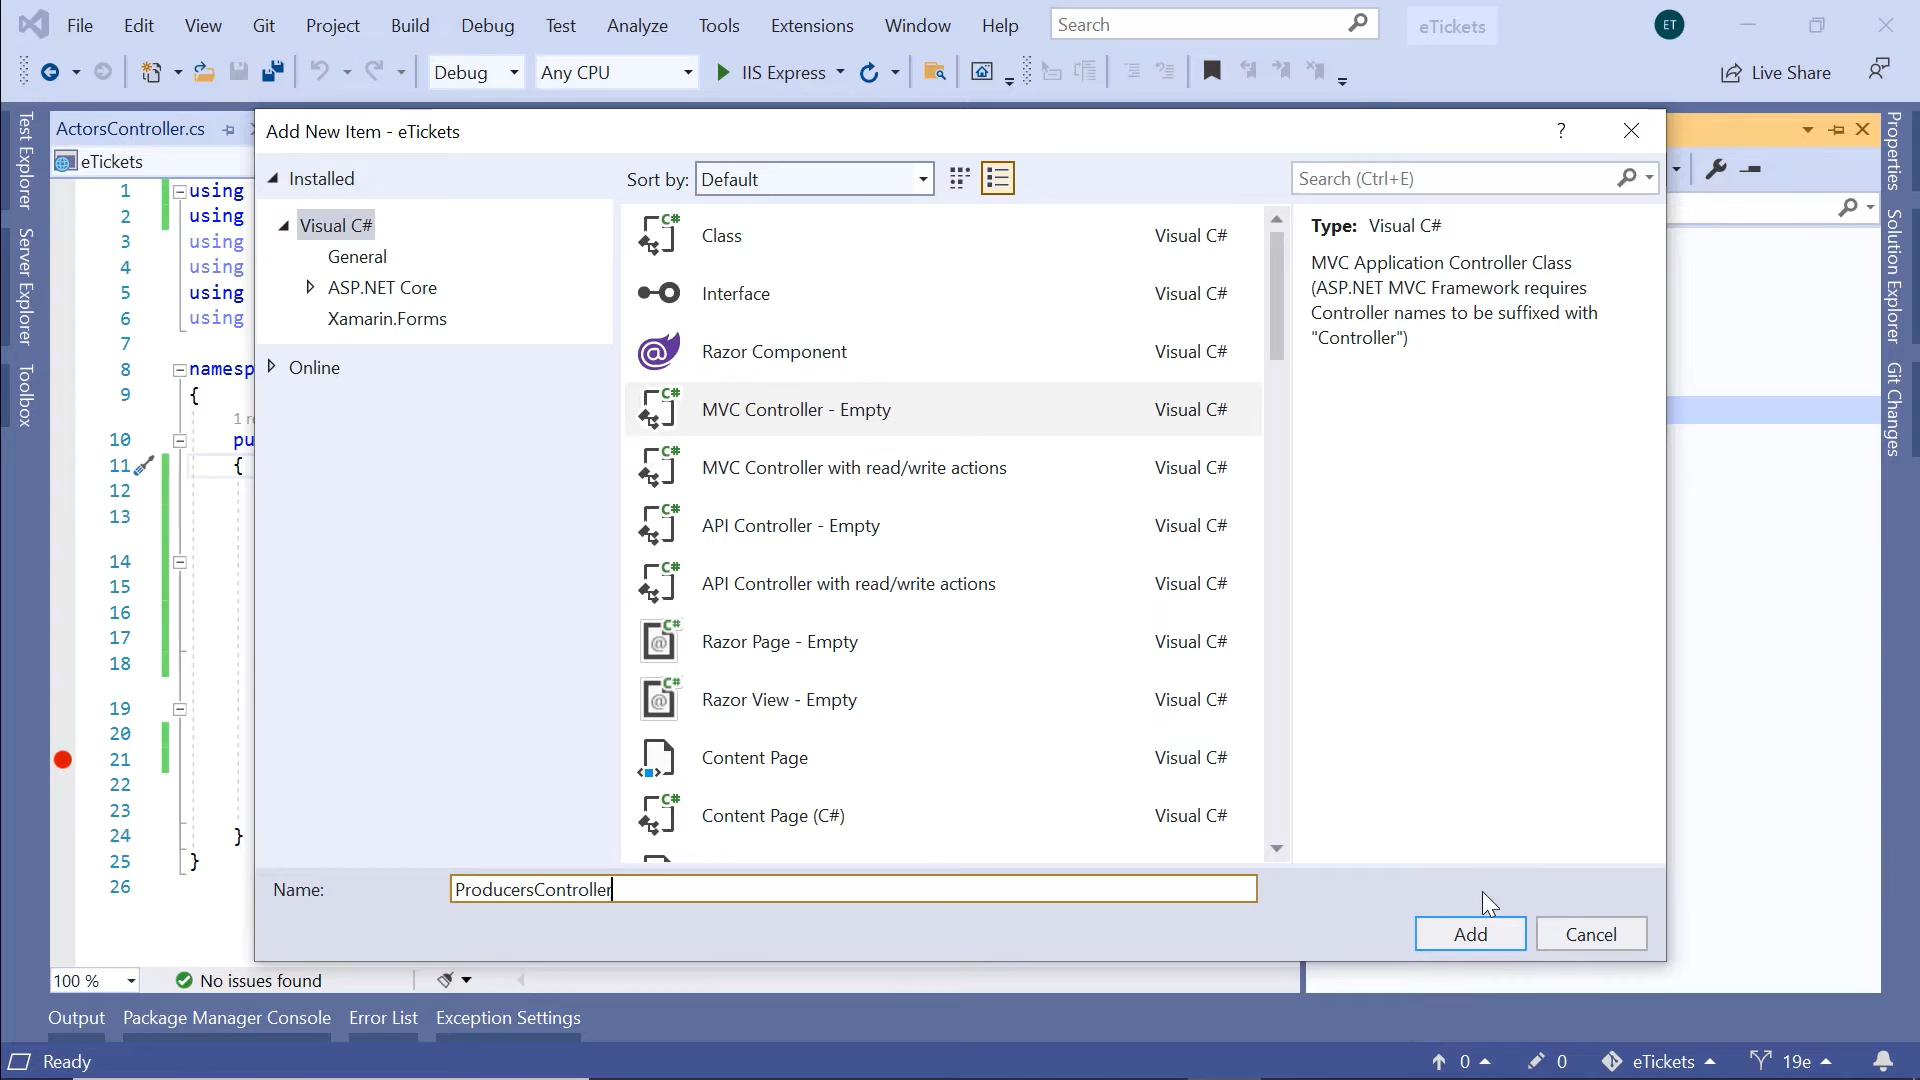 File Edit View Git Project Build Debug Test Analyze Tools Extensions Window Help Search eTickets ET
Debug Any CPU IIS Express Live Share
Test Explorer
Server Explorer
Toolbox
ActorsController.cs
eTickets
1 using
2 using
3 using
4 using
5 using
6 using
7
8 namesp
9 {
1 re
10 pu
11 {
12
13
14
15
16
17
18
19
20
21
22
23
24 }
25 }
26
Add New Item - eTickets ?
Installed
Visual C#
General
ASP.NET Core
Xamarin.Forms
Online
Sort by: Default
Search (Ctrl+E)
C# Class Visual C#
Interface Visual C#
Razor Component Visual C#
C# MVC Controller - Empty Visual C#
C# MVC Controller with read/write actions Visual C#
C# API Controller - Empty Visual C#
C# API Controller with read/write actions Visual C#
C# Razor Page - Empty Visual C#
C# Razor View - Empty Visual C#
Content Page Visual C#
C# Content Page (C#) Visual C#
Type: Visual C#
MVC Application Controller Class
(ASP.NET MVC Framework requires
Controller names to be suffixed with
"Controller")
Name: ProducersController
Add Cancel
Properties
Solution Explorer
Git Changes
100 % No issues found
Output Package Manager Console Error List Exception Settings
Ready 0 0 eTickets 19e